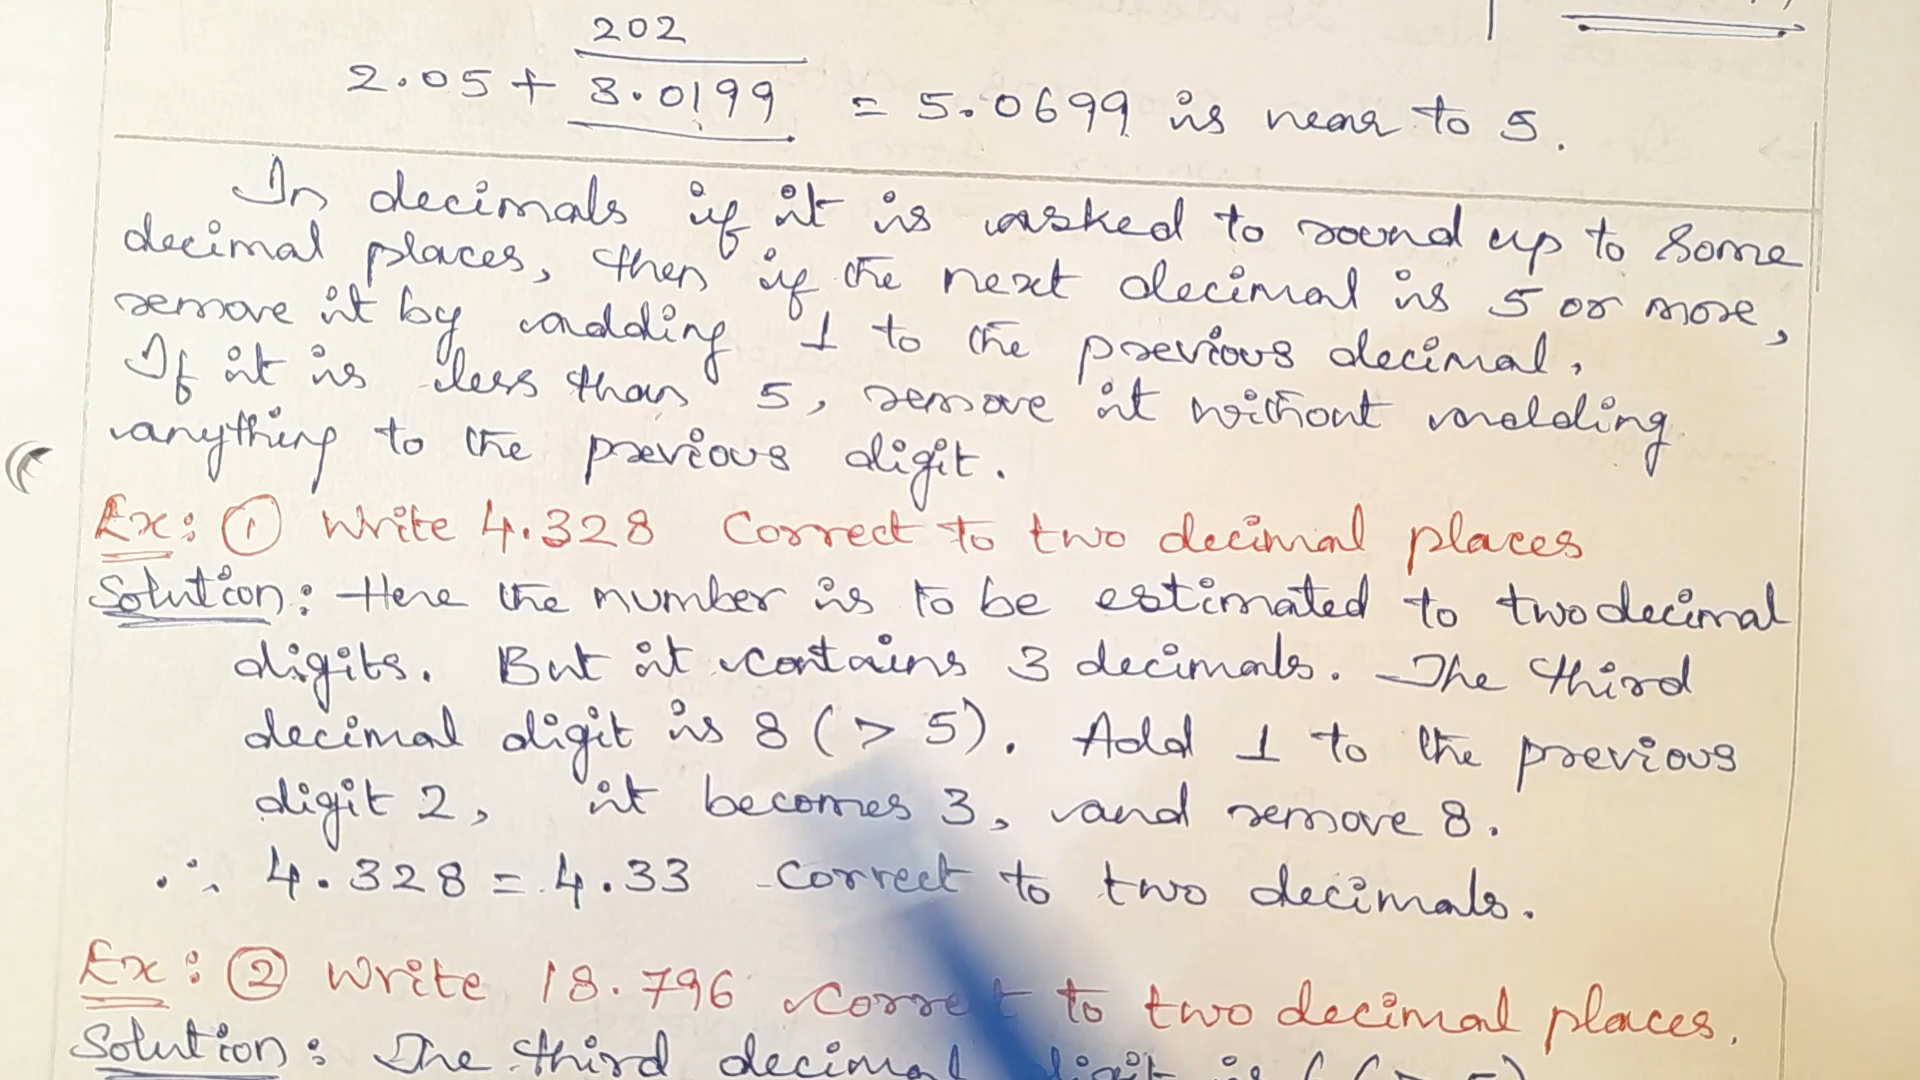 202
2.05 + 3.0199 = 5.0699 is near to 5.
In decimals if it is asked to round up to some
decimal places, then if the next decimal is 5 or more,
remove it by adding 1 to the previous decimal.
If it is less than 5, remove it without adding
anything to the previous digit.
Ex: ① Write 4.328 Correct to two decimal places
Solution: Here the number is to be estimated to two decimal
digits. But it contains 3 decimals. The third
decimal digit is 8 (> 5). Add 1 to the previous
digit 2, it becomes 3, and remove 8.
∴ 4.328 = 4.33 Correct to two decimals.
Ex: ② Write 18.796 Correct to two decimal places.
Solution: The third decimal digit is